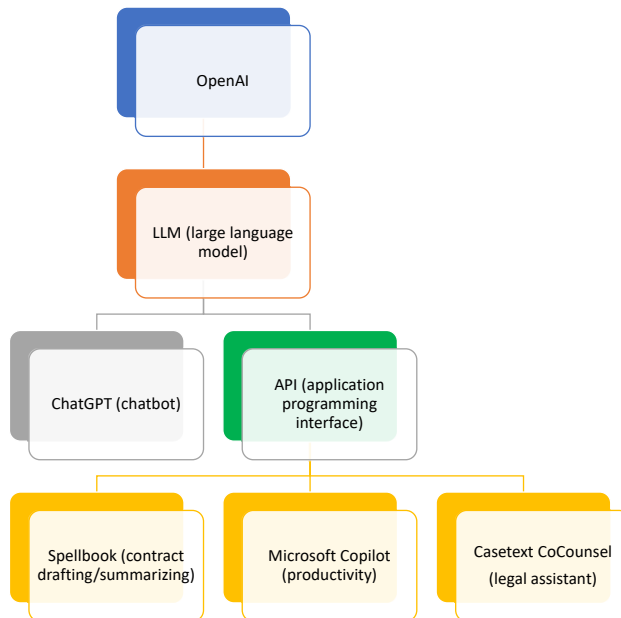 OpenAI
LLM (large language
model)
ChatGPT (chatbot)
API (application
programming
interface)
Spellbook (contract
drafting/summarizing)
Microsoft Copilot
(productivity)
Casetext CoCounsel
(legal assistant)